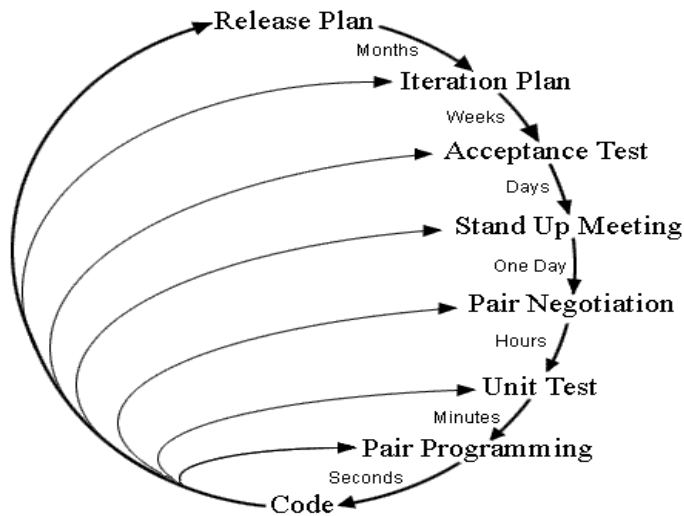 Release Plan
Months
Iteration Plan
Weeks
Acceptance Test
Days
Stand Up Meeting
One Day
Pair Negotiation
Hours
Unit Test
Minutes
Pair Programming
Seconds
Code